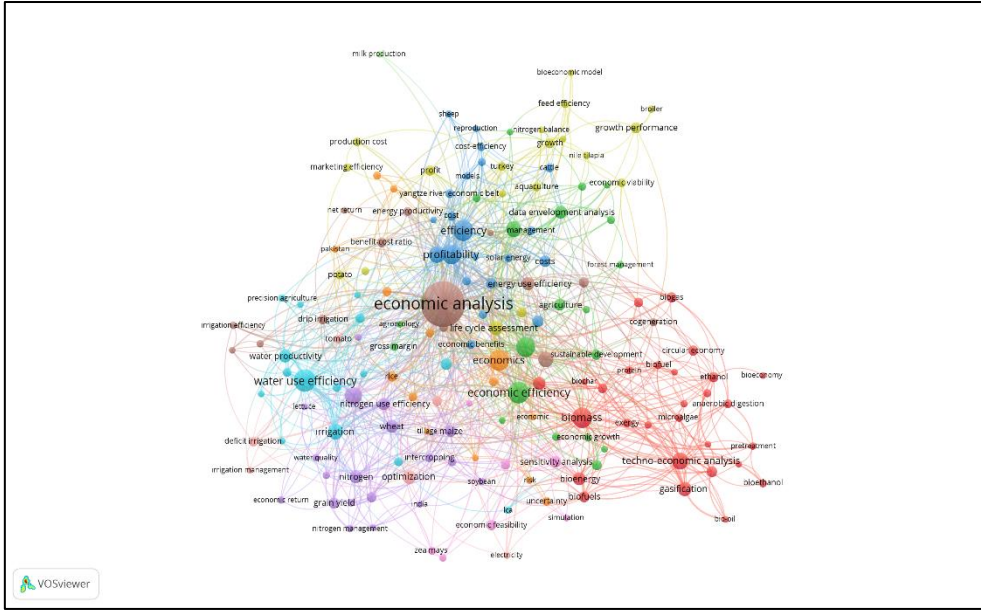 milk production
bioeconomic model
feed efficiency
broiler
sheep
reproduction
nitrogen balance
growth performance
production cost
cost-efficiency
growth
marketing efficiency
models
turkey
nile tilapia
cattle
profit
yangtze river economic belt
aquaculture
economic viability
net return
energy productivity
cost
data envelopment analysis
efficiency
management
pakistan
benefit-cost ratio
profitability
solar energy
costs
forest management
potato
energy use efficiency
precision agriculture
economic analysis
agriculture
biogas
drip irrigation
agroecology
cogeneration
irrigation efficiency
life cycle assessment
tomato
gross margin
economic benefits
circular economy
water productivity
economics
sustainable development
biofuel
protein
rice
ethanol
bioeconomy
water use efficiency
biochar
nitrogen use efficiency
economic efficiency
anaerobic digestion
lettuce
economic
biomass
microalgae
exergy
wheat
irrigation
tillage
maize
economic growth
deficit irrigation
pretreatment
water quality
intercropping
sensitivity analysis
techno-economic analysis
irrigation management
nitrogen
optimization
soybean
risk
bioenergy
bioethanol
gasification
economic return
grain yield
india
uncertainty
biofuels
lca
simulation
bio-oil
nitrogen management
economic feasibility
zea mays
electricity
VOSviewer